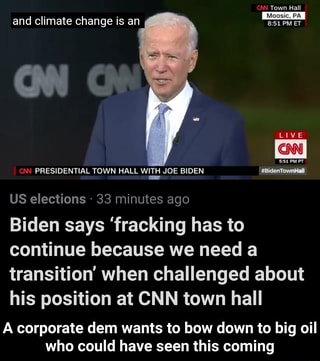 and climate change is an
CNN Town Hall
Moosic, PA
8:51 PM ET
CNN CNN
LIVE
CNN
5:51 PM PT
CNN PRESIDENTIAL TOWN HALL WITH JOE BIDEN
#BidenTownHall
US elections · 33 minutes ago
Biden says ‘fracking has to
continue because we need a
transition’ when challenged about
his position at CNN town hall
A corporate dem wants to bow down to big oil
who could have seen this coming